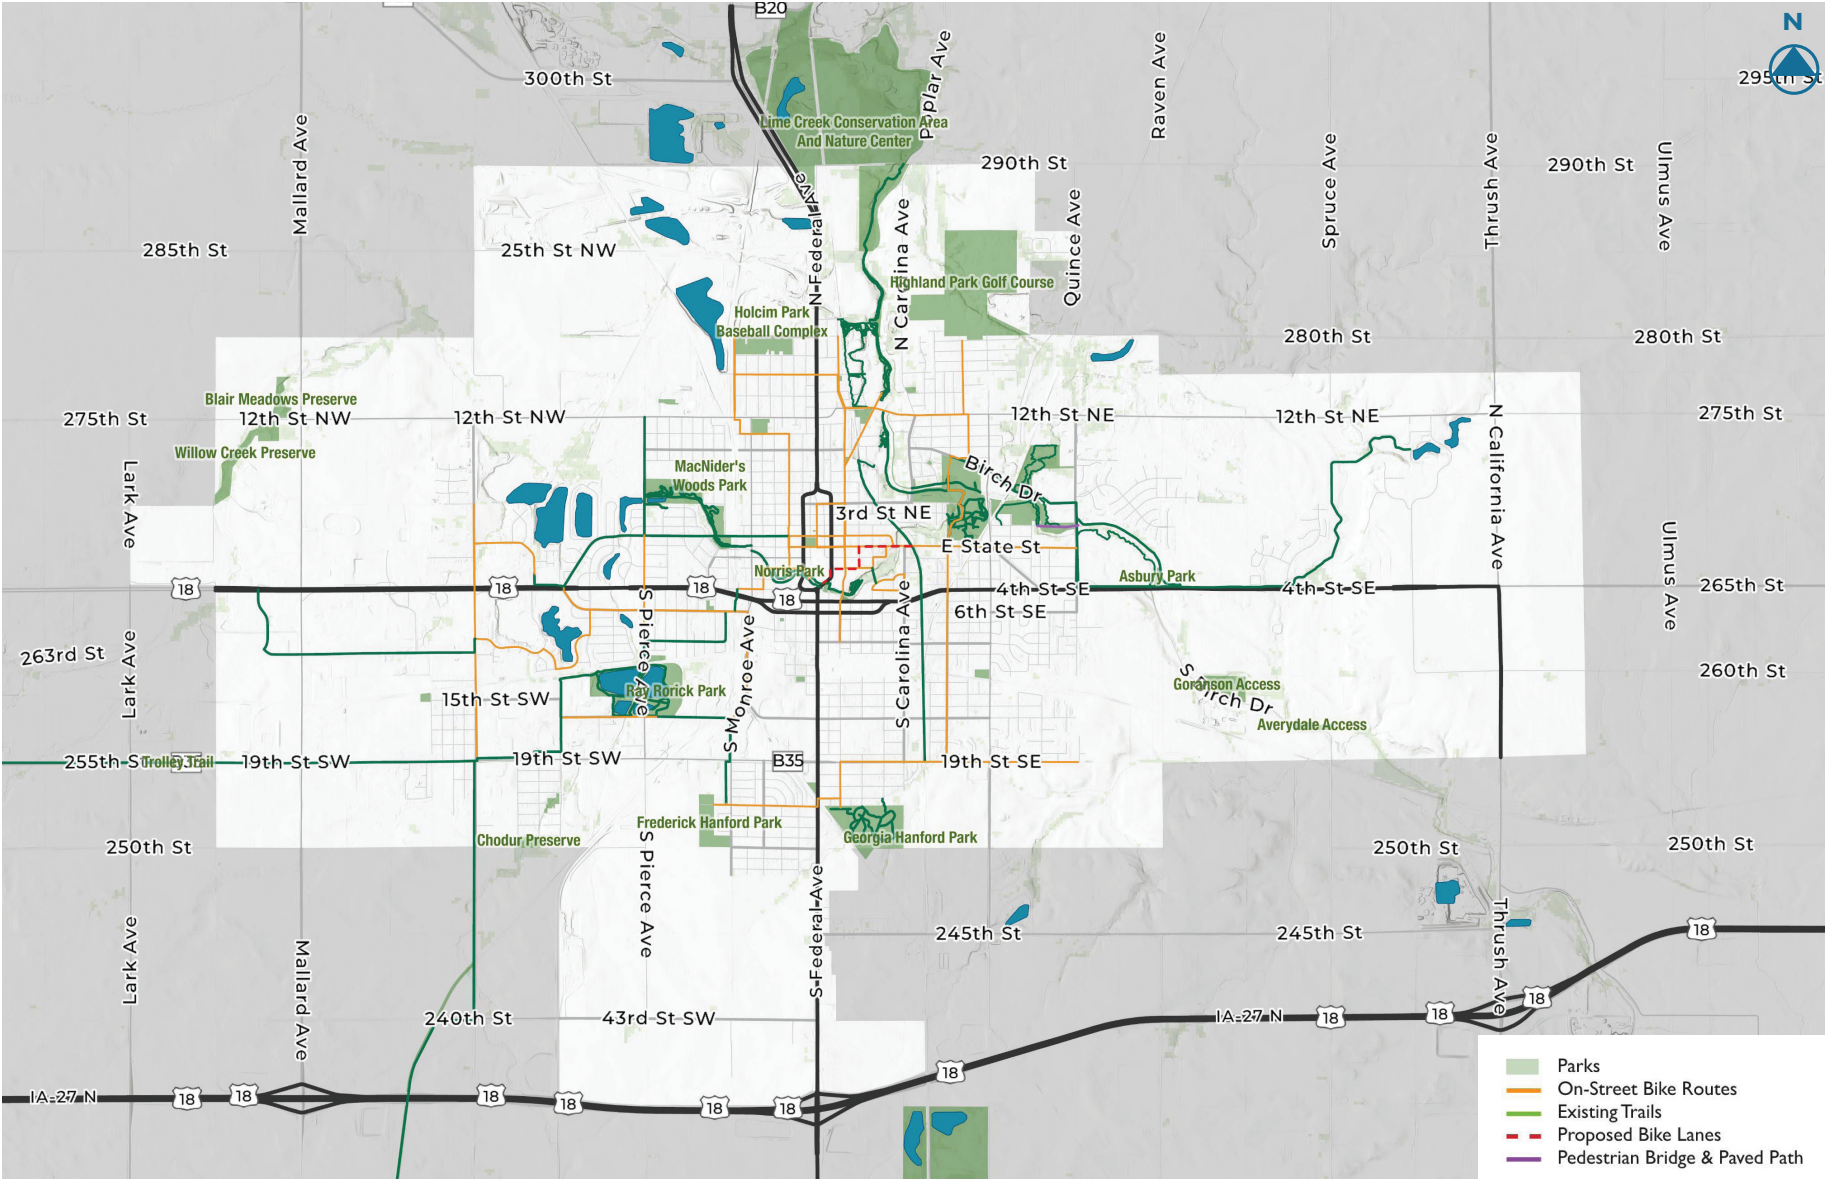 B20
N
300th St
Poplar Ave
Raven Ave
295th St
Mallard Ave
Lime Creek Conservation Area
And Nature Center
Spruce Ave
Thrush Ave
Ulmus Ave
290th St
290th St
N Federal Ave
N Carolina Ave
Quince Ave
285th St
25th St NW
Highland Park Golf Course
Holcim Park
Baseball Complex
280th St
280th St
Blair Meadows Preserve
275th St
12th St NW
12th St NW
12th St NE
12th St NE
275th St
Willow Creek Preserve
MacNider's
Woods Park
Birch Dr
N California Ave
Lark Ave
3rd St NE
E State St
Ulmus Ave
Norris Park
Asbury Park
18
18
18
18
4th St SE
4th St SE
265th St
6th St SE
263rd St
Lark Ave
S Pierce Ave
S Monroe Ave
S Carolina Ave
S Birch Dr
Goranson Access
260th St
15th St SW
Ray Rorick Park
Averydale Access
255th St
Trolley Trail
19th St SW
19th St SW
B35
19th St SE
Frederick Hanford Park
Georgia Hanford Park
Chodur Preserve
250th St
250th St
250th St
S Pierce Ave
S Federal Ave
Lark Ave
Mallard Ave
245th St
245th St
Thrush Ave
18
240th St
43rd St SW
IA-27 N
18
18
18
IA-27 N
18
18
18
18
18
18
18
Parks
On-Street Bike Routes
Existing Trails
Proposed Bike Lanes
Pedestrian Bridge & Paved Path